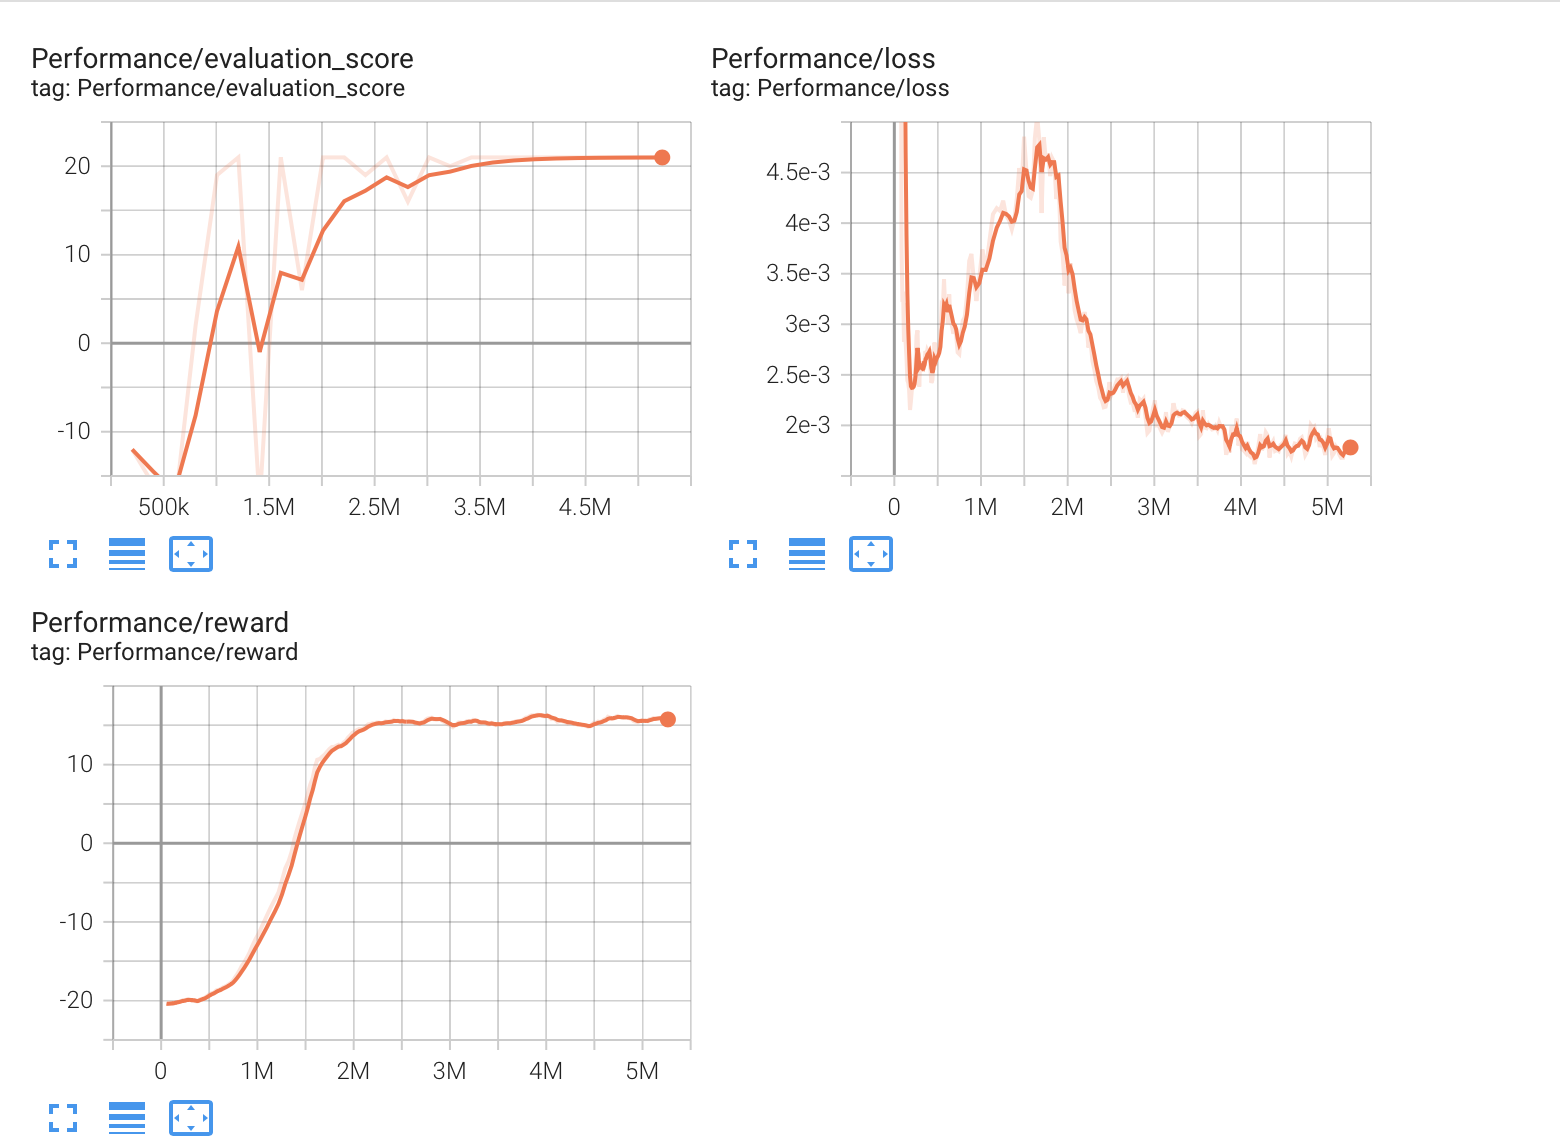 Performance/evaluation_score
tag: Performance/evaluation_score
20
10
0
-10
500k 1.5M 2.5M 3.5M 4.5M
Performance/loss
tag: Performance/loss
4.5e-3
4e-3
3.5e-3
3e-3
2.5e-3
2e-3
0 1M 2M 3M 4M 5M
Performance/reward
tag: Performance/reward
10
0
-10
-20
0 1M 2M 3M 4M 5M